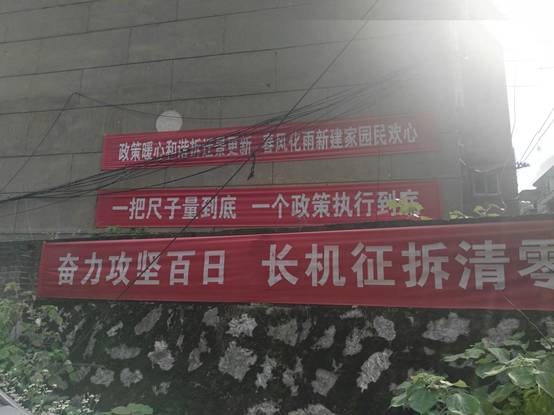 政策暖心和谐拆迁景更新 春风化雨新建家园民欢心
一把尺子量到底 一个政策执行到底
奋力攻坚百日 长机征拆清零